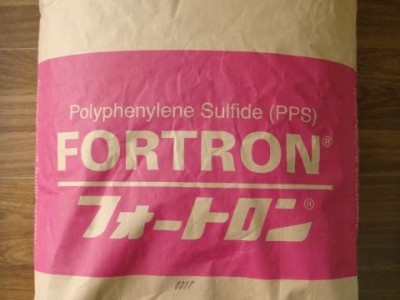 Polyphenylene Sulfide (PPS)
FORTRON®
フォートロン®